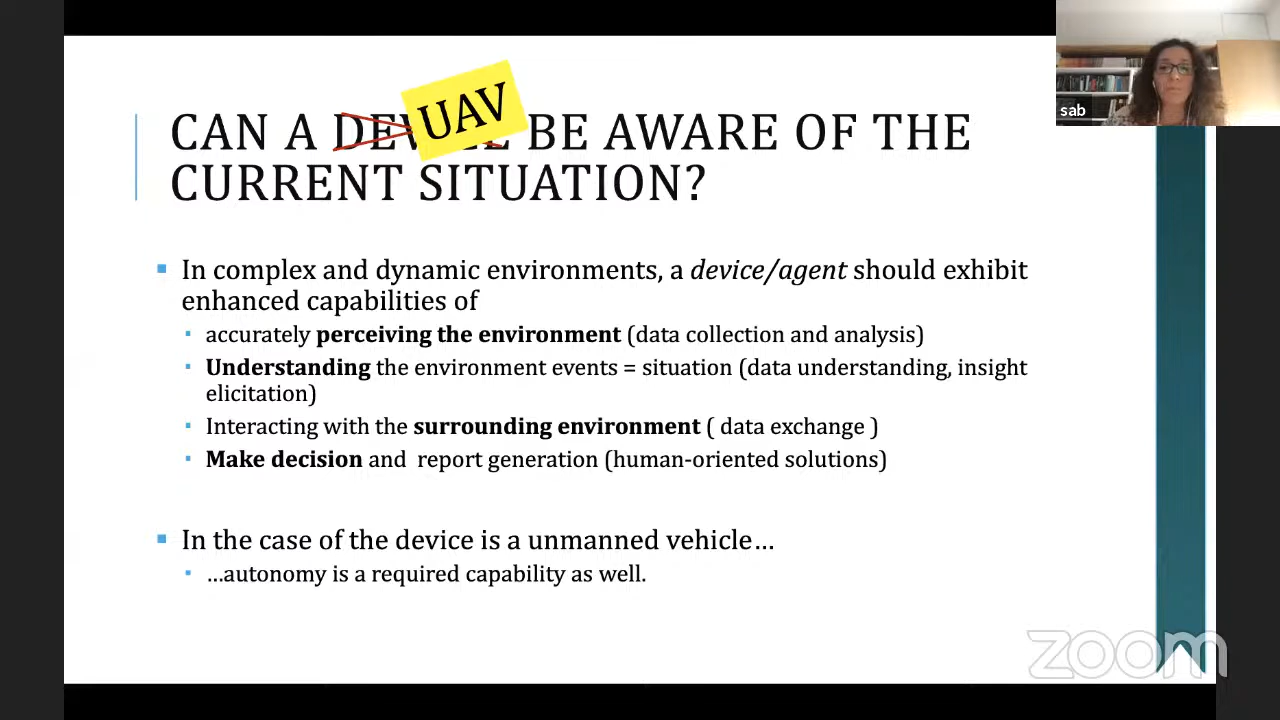 CAN A UAV BE AWARE OF THE
CURRENT SITUATION?
In complex and dynamic environments, a device/agent should exhibit
enhanced capabilities of
accurately perceiving the environment (data collection and analysis)
Understanding the environment events = situation (data understanding, insight
elicitation)
Interacting with the surrounding environment ( data exchange )
Make decision and report generation (human-oriented solutions)
In the case of the device is a unmanned vehicle…
…autonomy is a required capability as well.
sab
zoom